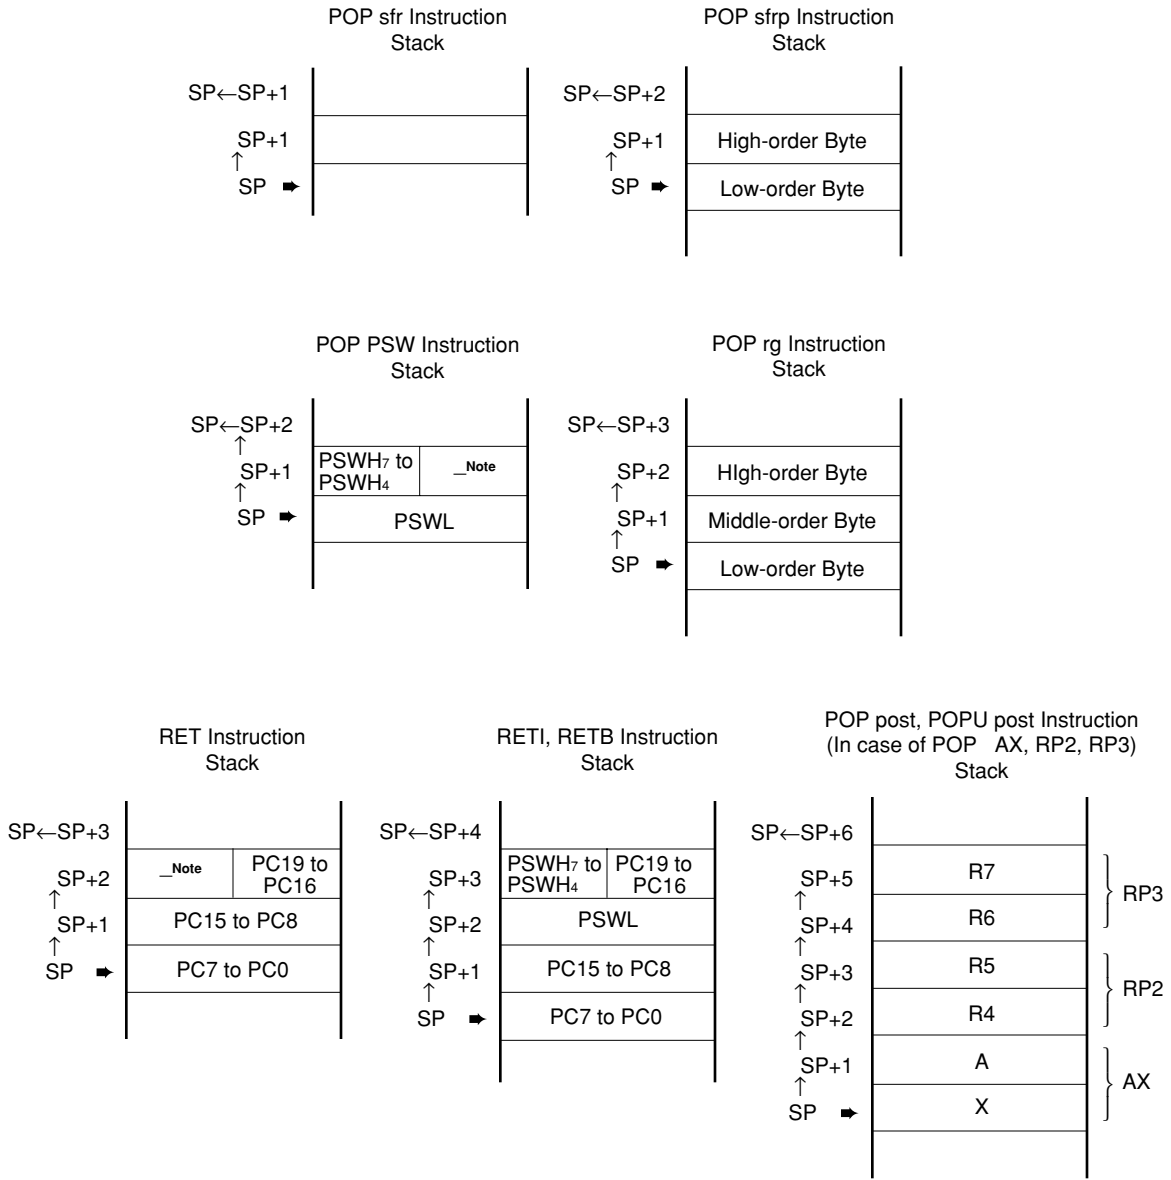 POP sfr Instruction
Stack
SP←SP+1
SP+1
↑
SP ➨
POP sfrp Instruction
Stack
SP←SP+2
SP+1
High-order Byte
↑
SP ➨
Low-order Byte
POP PSW Instruction
Stack
SP←SP+2
↑
SP+1
PSWH7 to
PSWH4
–Note
↑
SP ➨
PSWL
POP rg Instruction
Stack
SP←SP+3
SP+2
HIgh-order Byte
↑
SP+1
Middle-order Byte
↑
SP ➨
Low-order Byte
RET Instruction
Stack
SP←SP+3
SP+2
–Note
PC19 to
PC16
↑
SP+1
PC15 to PC8
↑
SP ➨
PC7 to PC0
RETI, RETB Instruction
Stack
SP←SP+4
SP+3
PSWH7 to
PSWH4
PC19 to
PC16
↑
SP+2
PSWL
↑
SP+1
PC15 to PC8
↑
SP ➨
PC7 to PC0
POP post, POPU post Instruction
(In case of POP AX, RP2, RP3)
Stack
SP←SP+6
SP+5
R7
↑
RP3
SP+4
R6
↑
SP+3
R5
↑
RP2
SP+2
R4
↑
SP+1
A
↑
AX
SP ➨
X